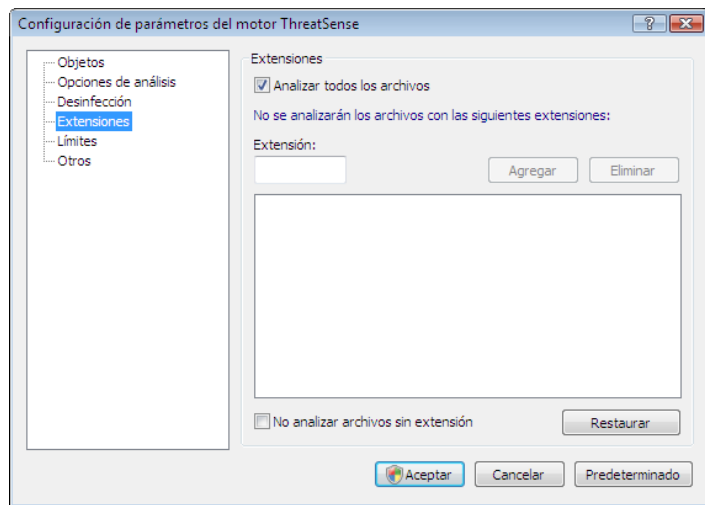 Configuración de parámetros del motor ThreatSense
Objetos
Opciones de análisis
Desinfección
Extensiones
Límites
Otros
Extensiones
Analizar todos los archivos
No se analizarán los archivos con las siguientes extensiones:
Extensión:
Agregar
Eliminar
No analizar archivos sin extensión
Restaurar
Aceptar
Cancelar
Predeterminado